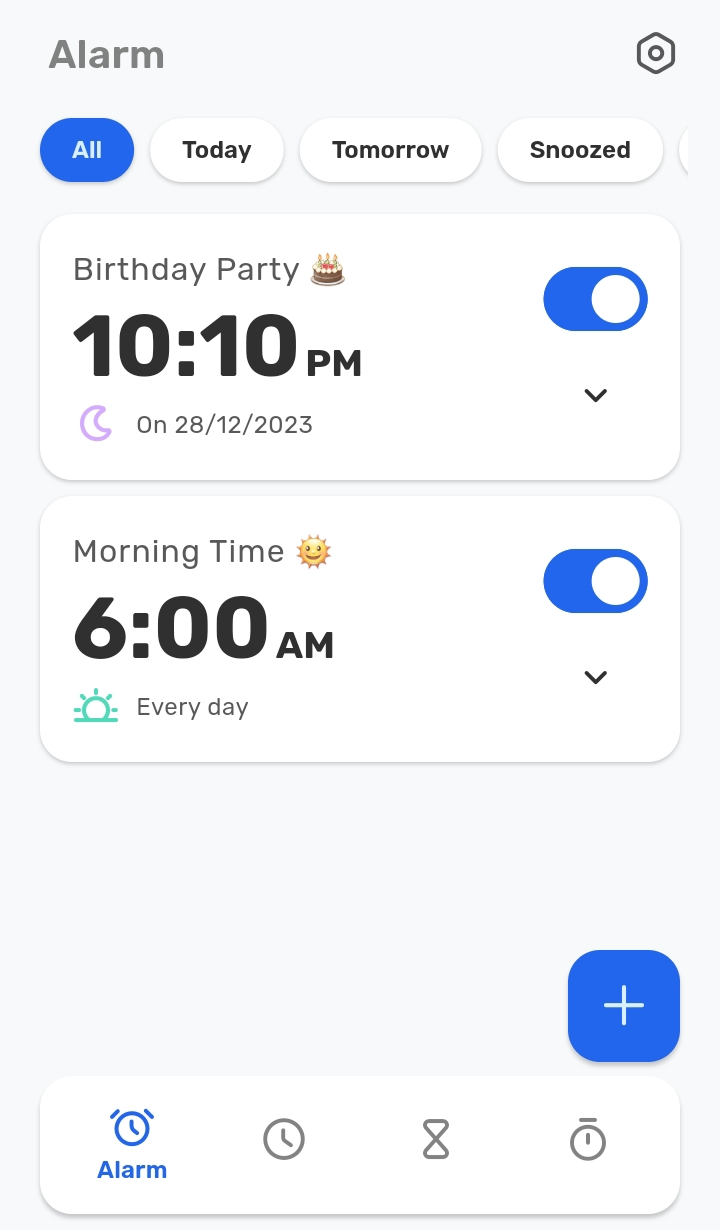 Alarm
All Today Tomorrow Snoozed
Birthday Party 🎂
10:10 PM
On 28/12/2023
Morning Time 🌞
6:00 AM
Every day
Alarm